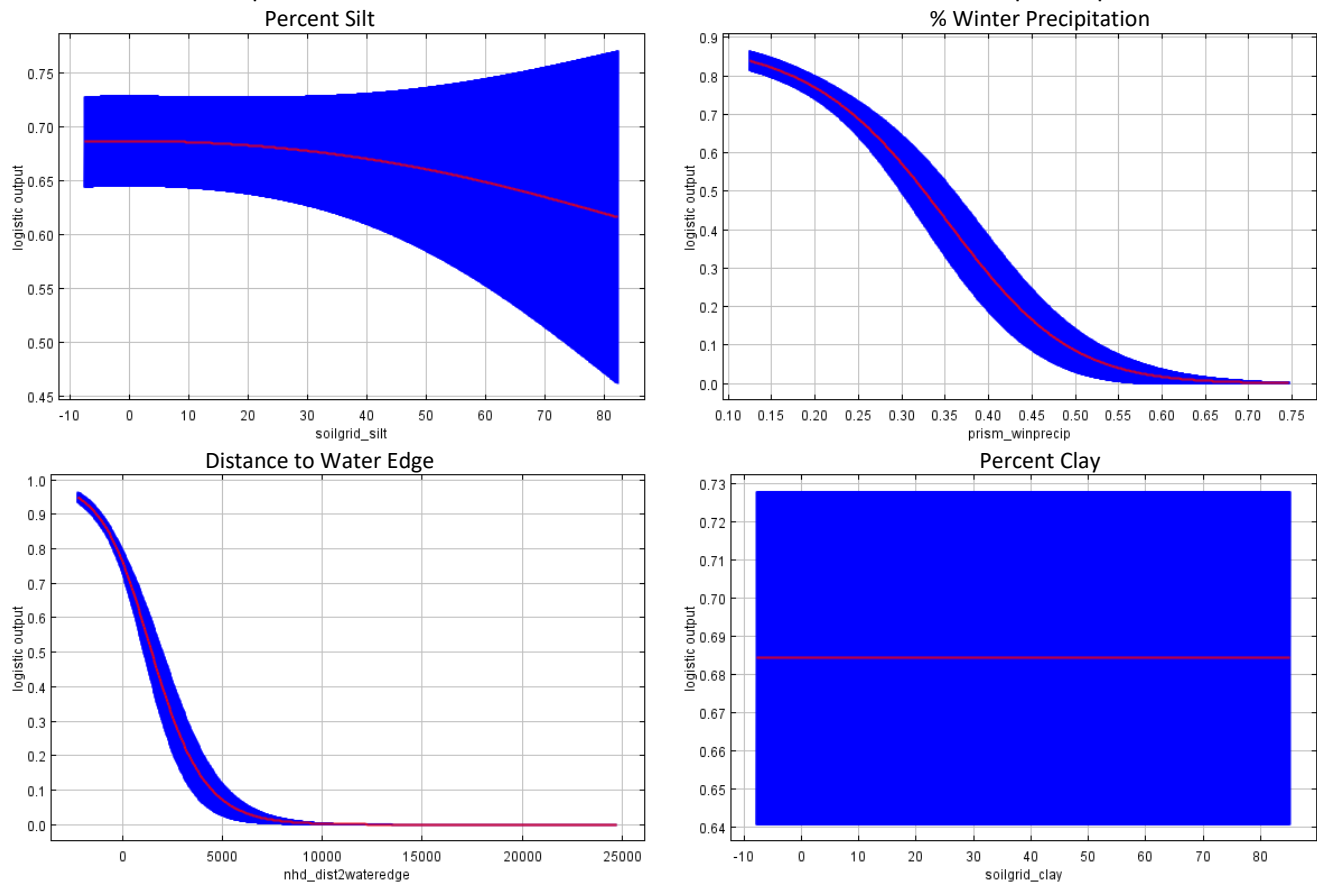 Percent Silt
0.75
0.70
0.65
0.60
0.55
0.50
0.45
logistic output
-10 0 10 20 30 40 50 60 70 80
soilgrid_silt
% Winter Precipitation
0.9
0.8
0.7
0.6
0.5
0.4
0.3
0.2
0.1
0.0
logistic output
0.10 0.15 0.20 0.25 0.30 0.35 0.40 0.45 0.50 0.55 0.60 0.65 0.70 0.75
prism_winprecip
Distance to Water Edge
1.0
0.9
0.8
0.7
0.6
0.5
0.4
0.3
0.2
0.1
0.0
logistic output
0 5000 10000 15000 20000 25000
nhd_dist2wateredge
Percent Clay
0.73
0.72
0.71
0.70
0.69
0.68
0.67
0.66
0.65
0.64
logistic output
-10 0 10 20 30 40 50 60 70 80
soilgrid_clay